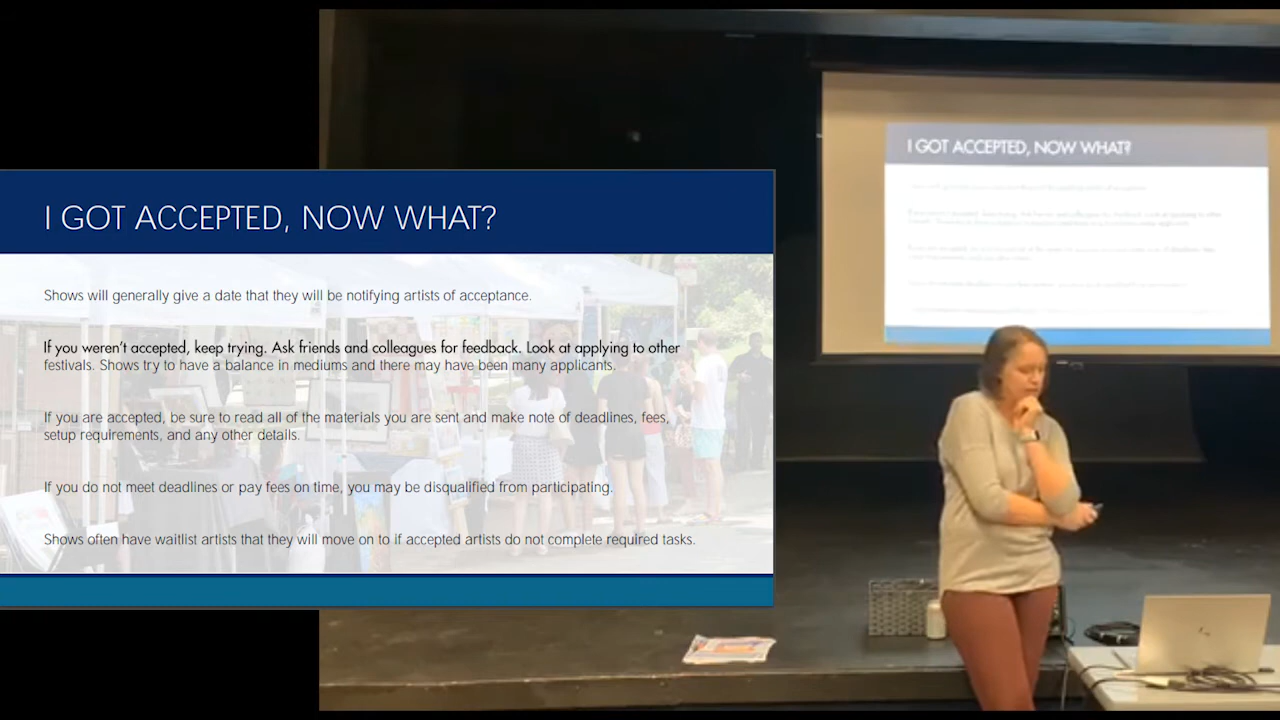 I GOT ACCEPTED, NOW WHAT?
Shows will generally give a date that they will be notifying artists of acceptance.
If you weren't accepted, keep trying. Ask friends and colleagues for feedback. Look at applying to other
festivals. Shows try to have a balance in mediums and there may have been many applicants.
If you are accepted, be sure to read all of the materials you are sent and make note of deadlines, fees,
setup requirements, and any other details.
If you do not meet deadlines or pay fees on time, you may be disqualified from participating.
Shows often have waitlist artists that they will move on to if accepted artists do not complete required tasks.
I GOT ACCEPTED, NOW WHAT?